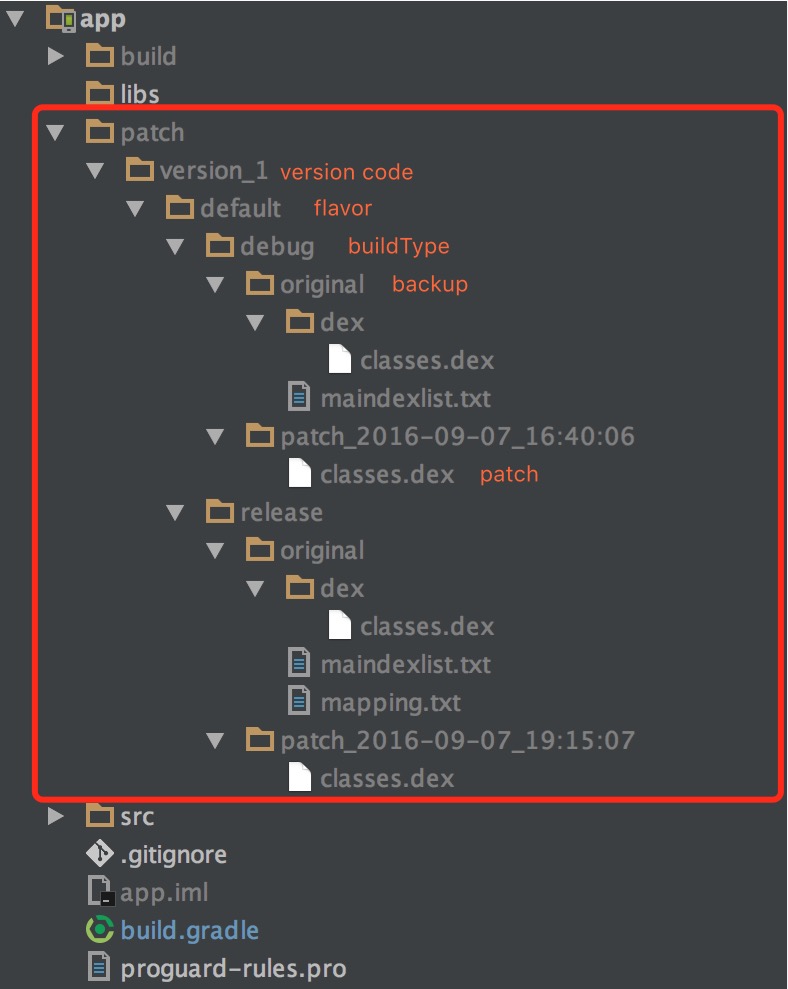 app
build
libs
patch
version_1 version code
default flavor
debug buildType
original backup
dex
classes.dex
maindexlist.txt
patch_2016-09-07_16:40:06
classes.dex patch
release
original
dex
classes.dex
maindexlist.txt
mapping.txt
patch_2016-09-07_19:15:07
classes.dex
src
.gitignore
app.iml
build.gradle
proguard-rules.pro